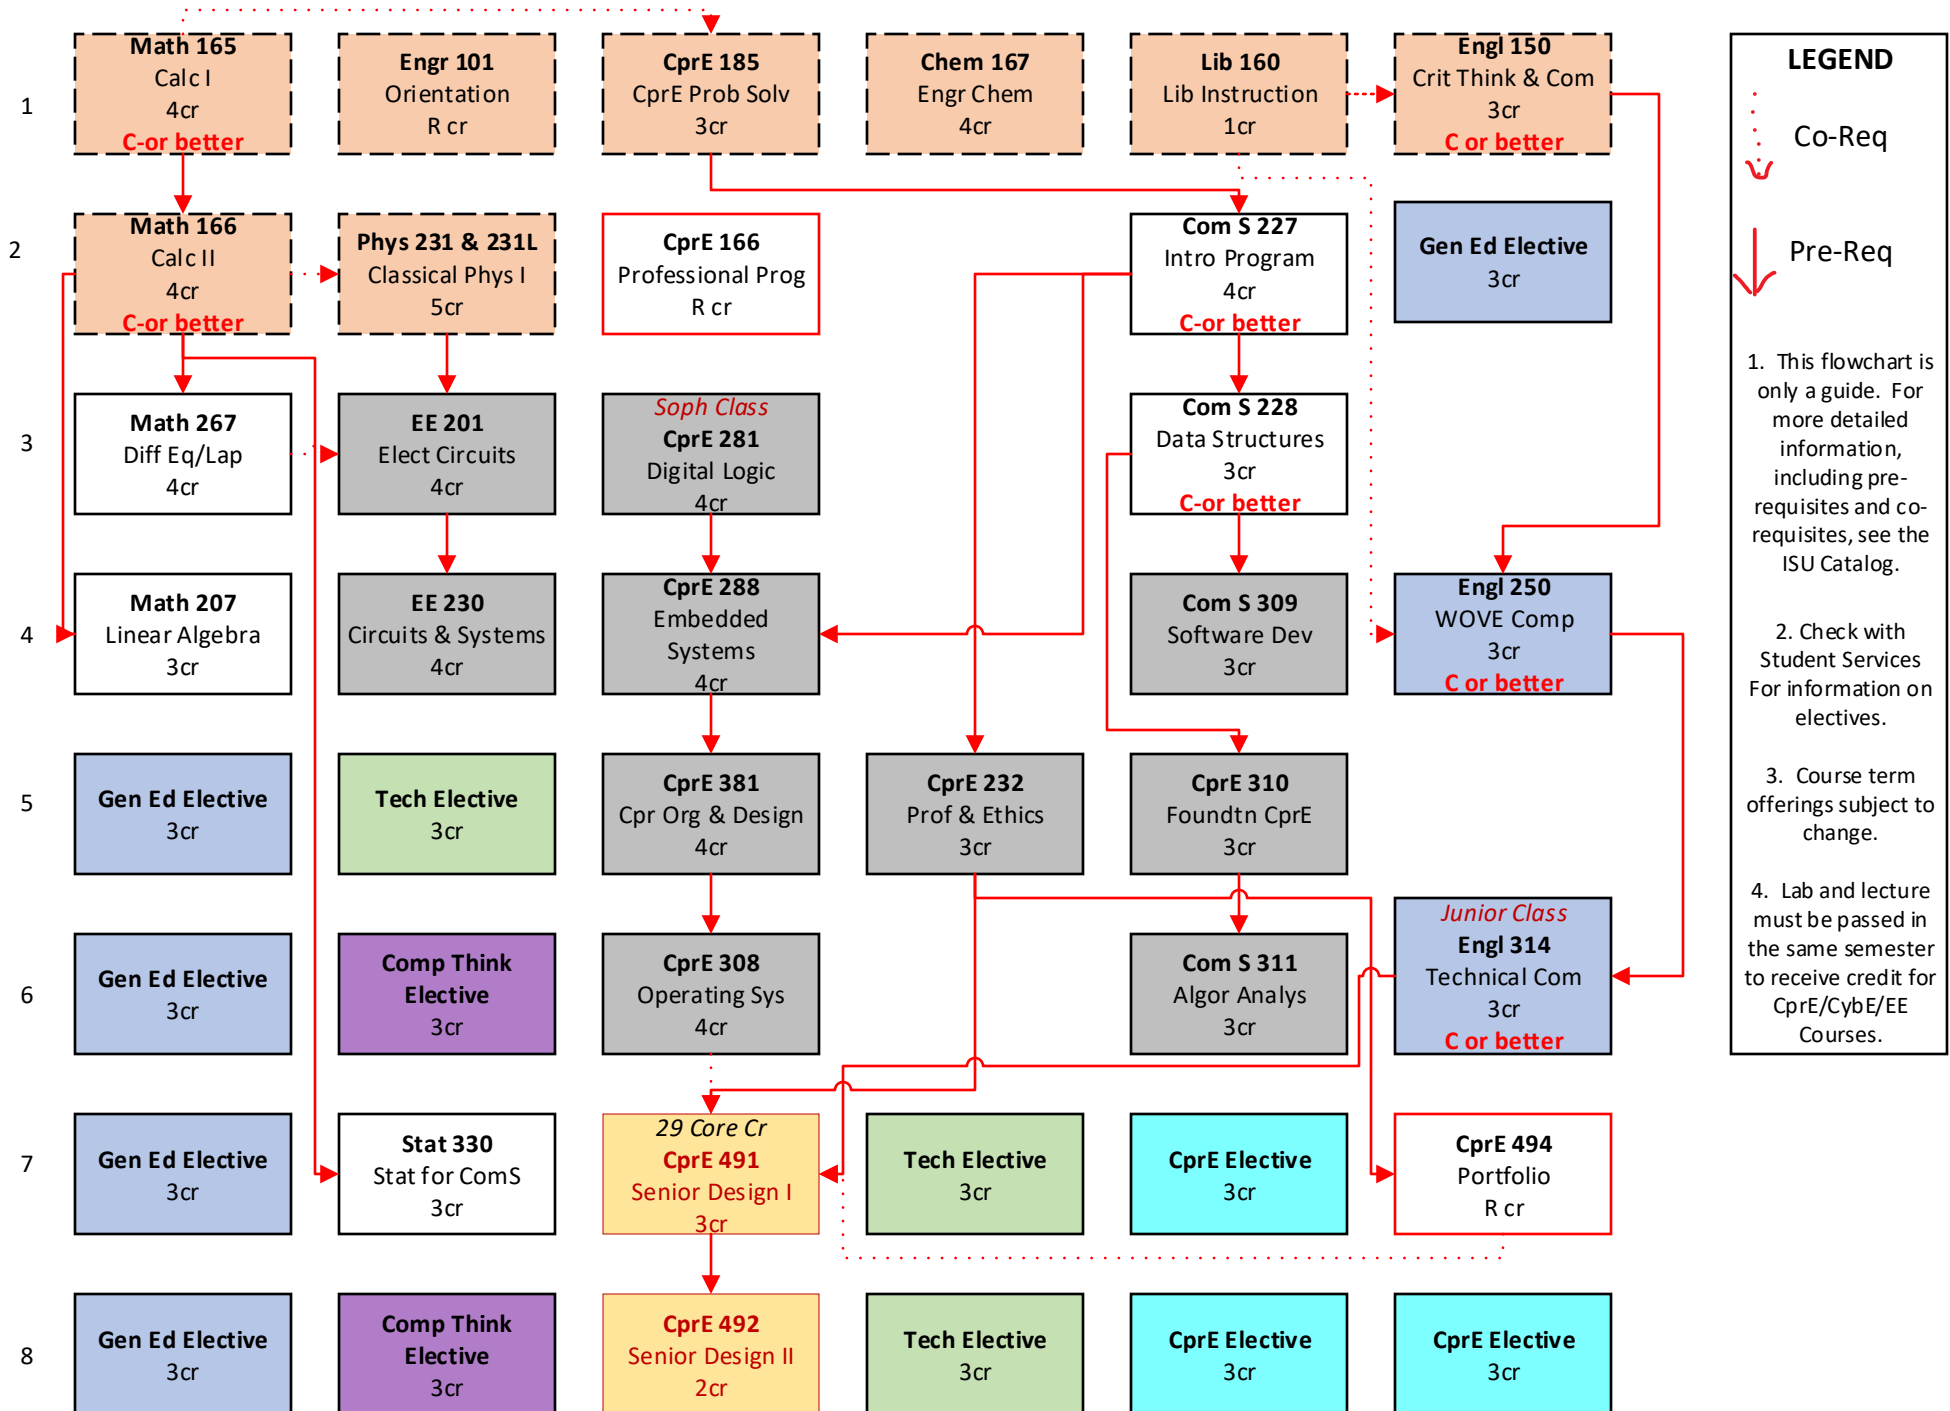 1
Math 165
Calc I
4cr
C-or better
Engr 101
Orientation
R cr
CprE 185
CprE Prob Solv
3cr
Chem 167
Engr Chem
4cr
Lib 160
Lib Instruction
1cr
Engl 150
Crit Think & Com
3cr
C or better
2
Math 166
Calc II
4cr
C-or better
Phys 231 & 231L
Classical Phys I
5cr
CprE 166
Professional Prog
R cr
Com S 227
Intro Program
4cr
C-or better
Gen Ed Elective
3cr
3
Math 267
Diff Eq/Lap
4cr
EE 201
Elect Circuits
4cr
Soph Class
CprE 281
Digital Logic
4cr
Com S 228
Data Structures
3cr
C-or better
4
Math 207
Linear Algebra
3cr
EE 230
Circuits & Systems
4cr
CprE 288
Embedded
Systems
4cr
Com S 309
Software Dev
3cr
Engl 250
WOVE Comp
3cr
C or better
5
Gen Ed Elective
3cr
Tech Elective
3cr
CprE 381
Cpr Org & Design
4cr
CprE 232
Prof & Ethics
3cr
CprE 310
Foundtn CprE
3cr
6
Gen Ed Elective
3cr
Comp Think
Elective
3cr
CprE 308
Operating Sys
4cr
Com S 311
Algor Analys
3cr
Junior Class
Engl 314
Technical Com
3cr
C or better
7
Gen Ed Elective
3cr
Stat 330
Stat for ComS
3cr
29 Core Cr
CprE 491
Senior Design I
3cr
Tech Elective
3cr
CprE Elective
3cr
CprE 494
Portfolio
R cr
8
Gen Ed Elective
3cr
Comp Think
Elective
3cr
CprE 492
Senior Design II
2cr
Tech Elective
3cr
CprE Elective
3cr
CprE Elective
3cr
LEGEND
Co-Req
Pre-Req
1. This flowchart is
only a guide. For
more detailed
information,
including pre-
requisites and co-
requisites, see the
ISU Catalog.
2. Check with
Student Services
For information on
electives.
3. Course term
offerings subject to
change.
4. Lab and lecture
must be passed in
the same semester
to receive credit for
CprE/CybE/EE
Courses.